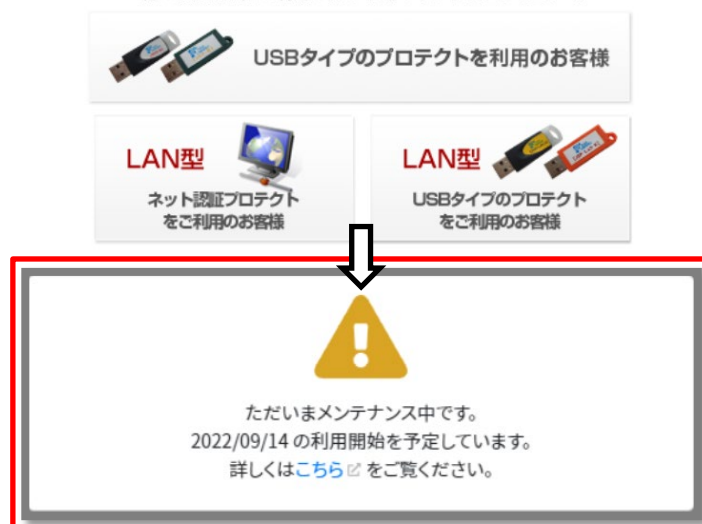 USBタイプのプロテクトを利用のお客様
LAN型
ネット認証プロテクト
をご利用のお客様
LAN型
USBタイプのプロテクト
をご利用のお客様
ただいまメンテナンス中です。
2022/09/14 の利用開始を予定しています。
詳しくはこちら をご覧ください。